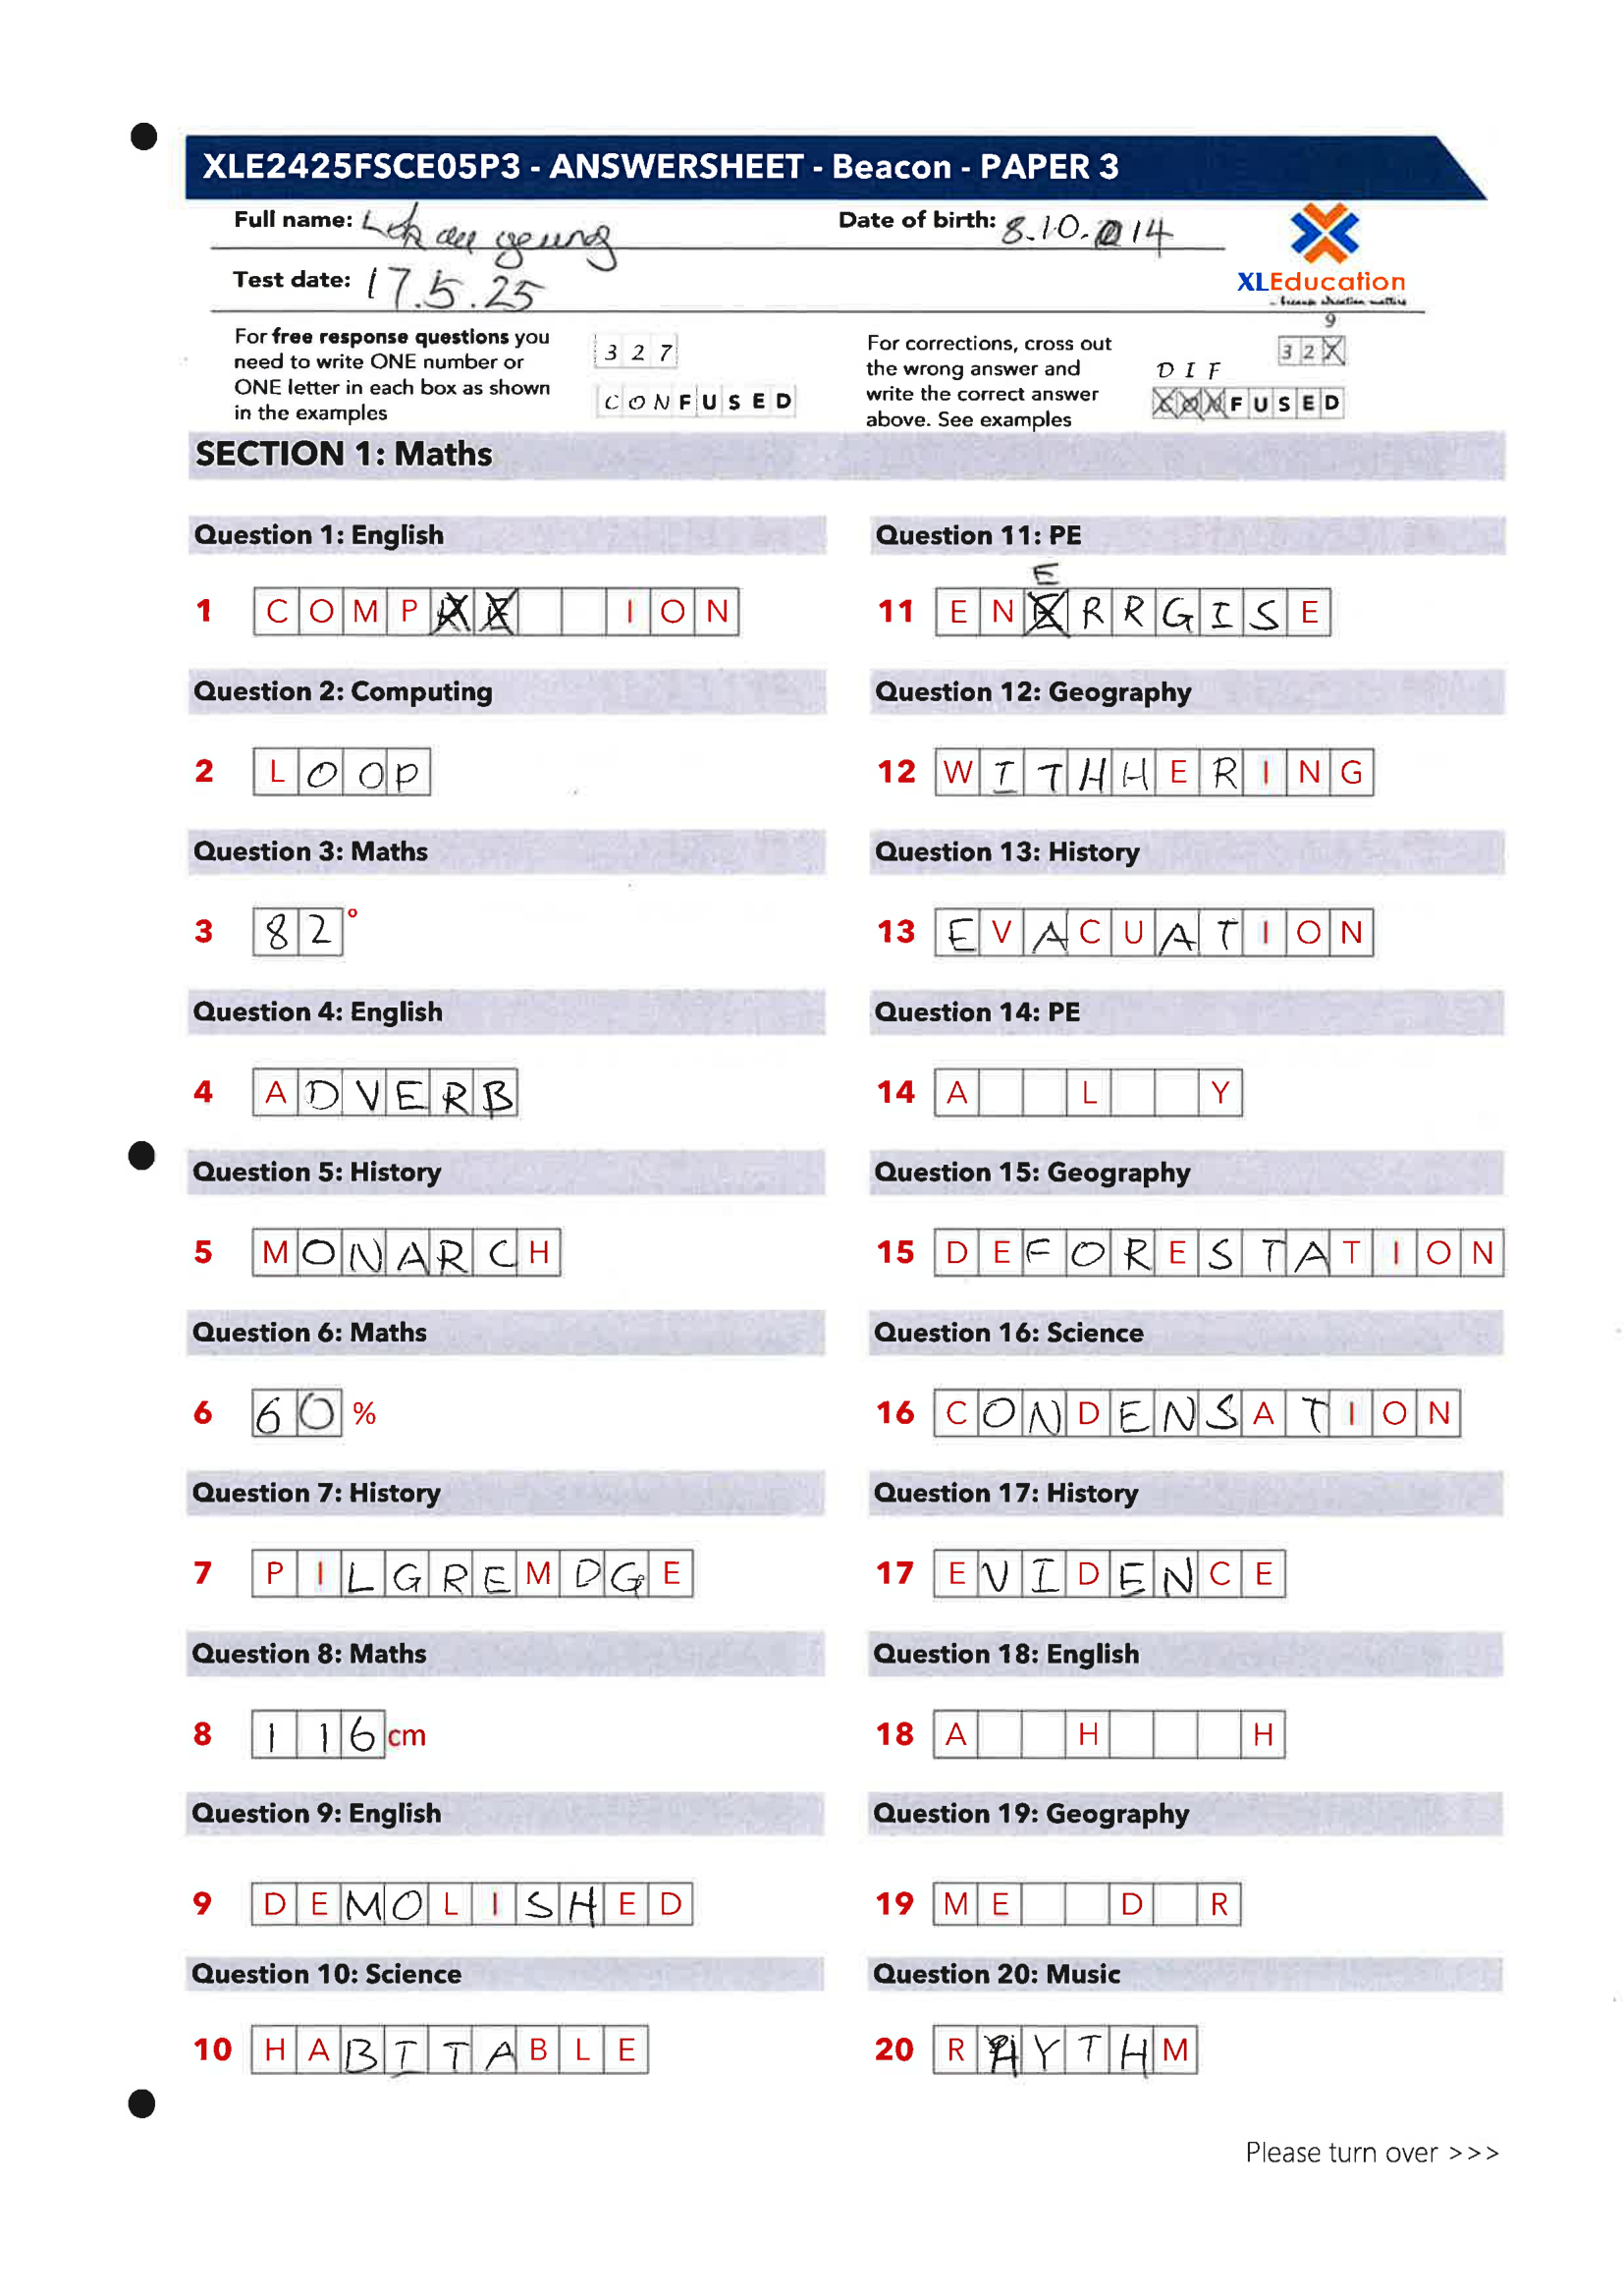 XLE2425FSCE05P3 - ANSWERSHEET - Beacon - PAPER 3
Full name:
Date of birth: 8.10.014
Test date: 17.5.25
XLEducation
... because education matters
For free response questions you
need to write ONE number or
ONE letter in each box as shown
in the examples
3 2 7
C O N F U S E D
For corrections, cross out
the wrong answer and
write the correct answer
above. See examples
9
3 2 X
D I F
F U S E D
SECTION 1: Maths
Question 1: English
1 C O M P I O N
Question 2: Computing
2 L O O P
Question 3: Maths
3 8 2 °
Question 4: English
4 A D V E R B
Question 5: History
5 M O N A R C H
Question 6: Maths
6 6 0 %
Question 7: History
7 P I L G R E M D G E
Question 8: Maths
8 1 1 6 cm
Question 9: English
9 D E M O L I S H E D
Question 10: Science
10 H A B I T A B L E
Question 11: PE
E
11 E N R R G I S E
Question 12: Geography
12 W I T H H E R I N G
Question 13: History
13 E V A C U A T I O N
Question 14: PE
14 A L Y
Question 15: Geography
15 D E F O R E S T A T I O N
Question 16: Science
16 C O N D E N S A T I O N
Question 17: History
17 E V I D E N C E
Question 18: English
18 A H H
Question 19: Geography
19 M E D R
Question 20: Music
20 R H Y T H M
Please turn over >>>